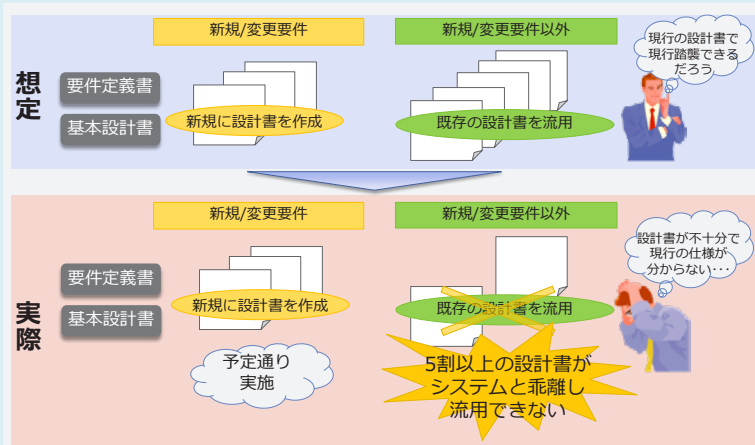 新規/変更要件
新規/変更要件以外
現行の設計書で
現行踏襲できる
だろう
想定
要件定義書
基本設計書
新規に設計書を作成
既存の設計書を流用
新規/変更要件
新規/変更要件以外
設計書が不十分で
現行の仕様が
分からない・・・
実際
要件定義書
基本設計書
新規に設計書を作成
既存の設計書を流用
予定通り
実施
5割以上の設計書が
システムと乖離し
流用できない